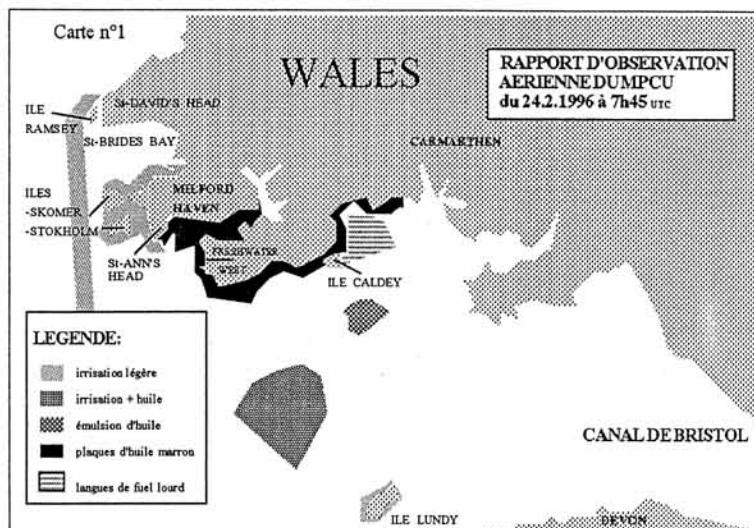 Carte n°1
WALES
RAPPORT D'OBSERVATION
AERIENNE DU MPCU
du 24.2.1996 à 7h45 UTC
ILE
RAMSEY
St-DAVID'S HEAD
St-BRIDES BAY
CARMARTHEN
ILES
-SKOMER
-STOKHOLM
MILFORD
HAVEN
St-ANN'S
HEAD
FRESHWATER
WEST
ILE CALDEY
LEGENDE:
irrisation légère
irrisation + huile
émulsion d'huile
plaques d'huile marron
langues de fuel lourd
CANAL DE BRISTOL
ILE LUNDY
DEVON